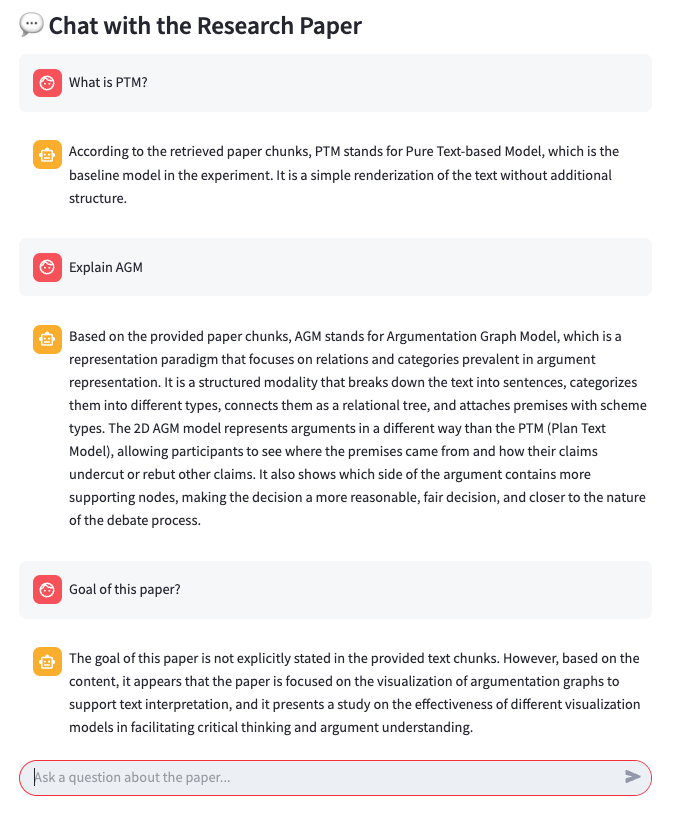 💬 Chat with the Research Paper
What is PTM?
According to the retrieved paper chunks, PTM stands for Pure Text-based Model, which is the
baseline model in the experiment. It is a simple renderization of the text without additional
structure.
Explain AGM
Based on the provided paper chunks, AGM stands for Argumentation Graph Model, which is a
representation paradigm that focuses on relations and categories prevalent in argument
representation. It is a structured modality that breaks down the text into sentences, categorizes
them into different types, connects them as a relational tree, and attaches premises with scheme
types. The 2D AGM model represents arguments in a different way than the PTM (Plan Text
Model), allowing participants to see where the premises came from and how their claims
undercut or rebut other claims. It also shows which side of the argument contains more
supporting nodes, making the decision a more reasonable, fair decision, and closer to the nature
of the debate process.
Goal of this paper?
The goal of this paper is not explicitly stated in the provided text chunks. However, based on the
content, it appears that the paper is focused on the visualization of argumentation graphs to
support text interpretation, and it presents a study on the effectiveness of different visualization
models in facilitating critical thinking and argument understanding.
Ask a question about the paper...